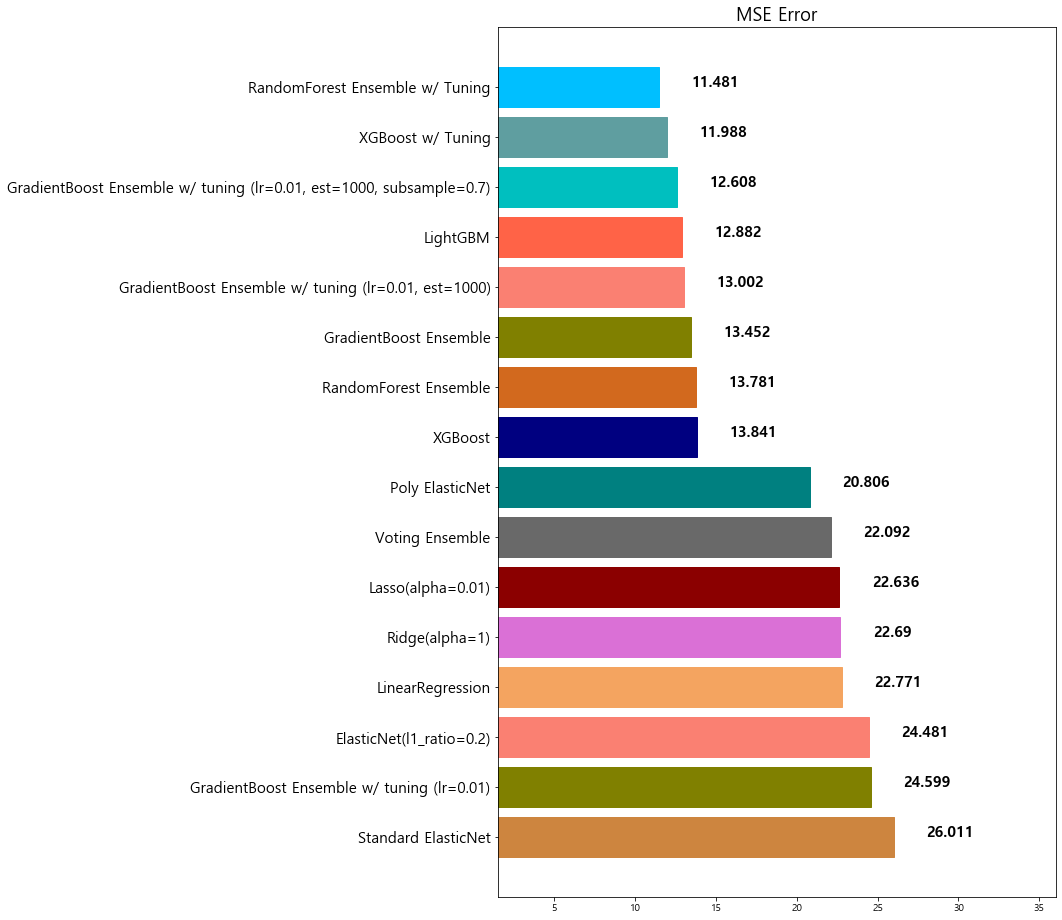 MSE Error
RandomForest Ensemble w/ Tuning 11.481
XGBoost w/ Tuning 11.988
GradientBoost Ensemble w/ tuning (lr=0.01, est=1000, subsample=0.7) 12.608
LightGBM 12.882
GradientBoost Ensemble w/ tuning (lr=0.01, est=1000) 13.002
GradientBoost Ensemble 13.452
RandomForest Ensemble 13.781
XGBoost 13.841
Poly ElasticNet 20.806
Voting Ensemble 22.092
Lasso(alpha=0.01) 22.636
Ridge(alpha=1) 22.69
LinearRegression 22.771
ElasticNet(l1_ratio=0.2) 24.481
GradientBoost Ensemble w/ tuning (lr=0.01) 24.599
Standard ElasticNet 26.011
5 10 15 20 25 30 35